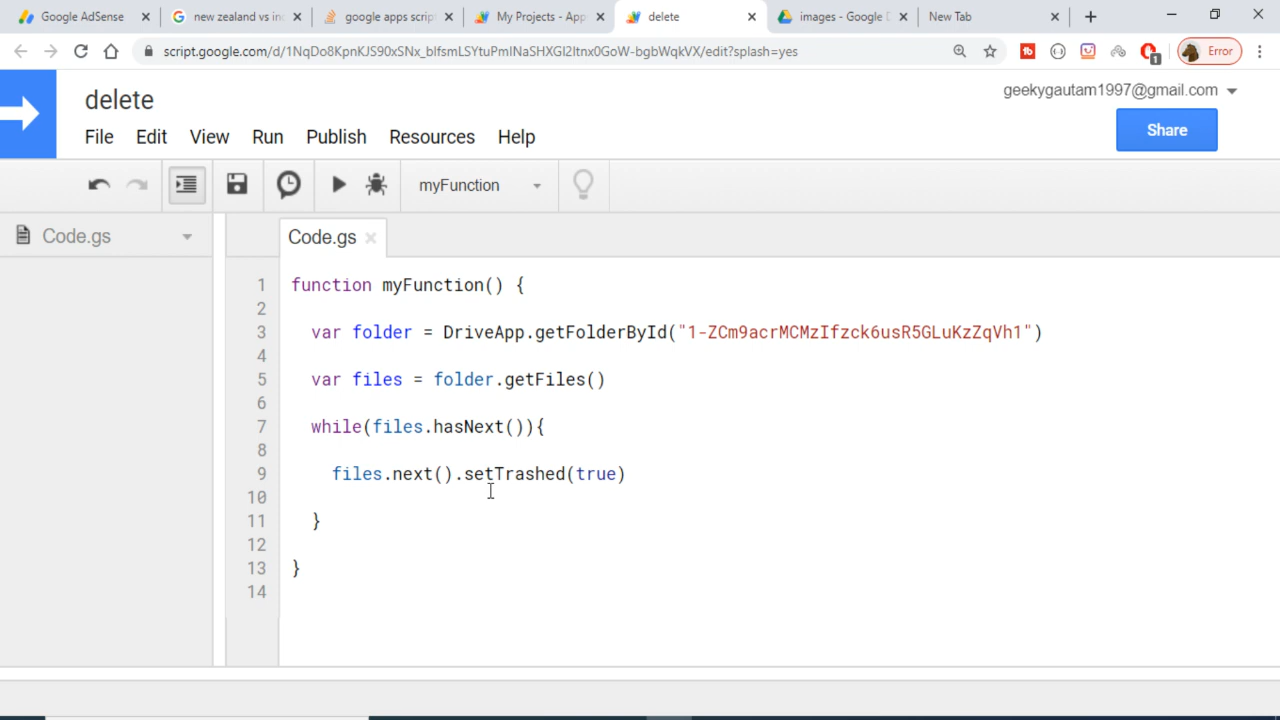 Google AdSense
new zealand vs in
google apps scrip
My Projects - App
delete
images - Google D
New Tab
script.google.com/d/1NqDo8KpnKJS90xSNx_bIfsmLSYtuPmINaSHXGl2Itnx0GoW-bgbWqkVX/edit?splash=yes
Error
delete
geekygautam1997@gmail.com
File Edit View Run Publish Resources Help
Share
myFunction
Code.gs
Code.gs
1 function myFunction() {
2
3 var folder = DriveApp.getFolderById("1-ZCm9acrMCMzIfzck6usR5GLuKzZqVh1")
4
5 var files = folder.getFiles()
6
7 while(files.hasNext()){
8
9 files.next().setTrashed(true)
10
11 }
12
13 }
14